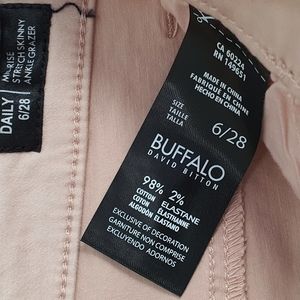 DAILY
6/28
MID-RISE
STRETCH SKINNY
ANKLE GRAZER
CA 60224
RN 149651
MADE IN CHINA
FABRIQUÉ EN CHINE
HECHO EN CHINA
SIZE
TAILLE
TALLA
6/28
BUFFALO
DAVID BITTON
98% 2%
COTTON ELASTANE
COTON ÉLASTHANNE
ALGODÓN ELASTANO
EXCLUSIVE OF DECORATION
GARNITURE NON COMPRISE
EXCLUYENDO ADORNOS